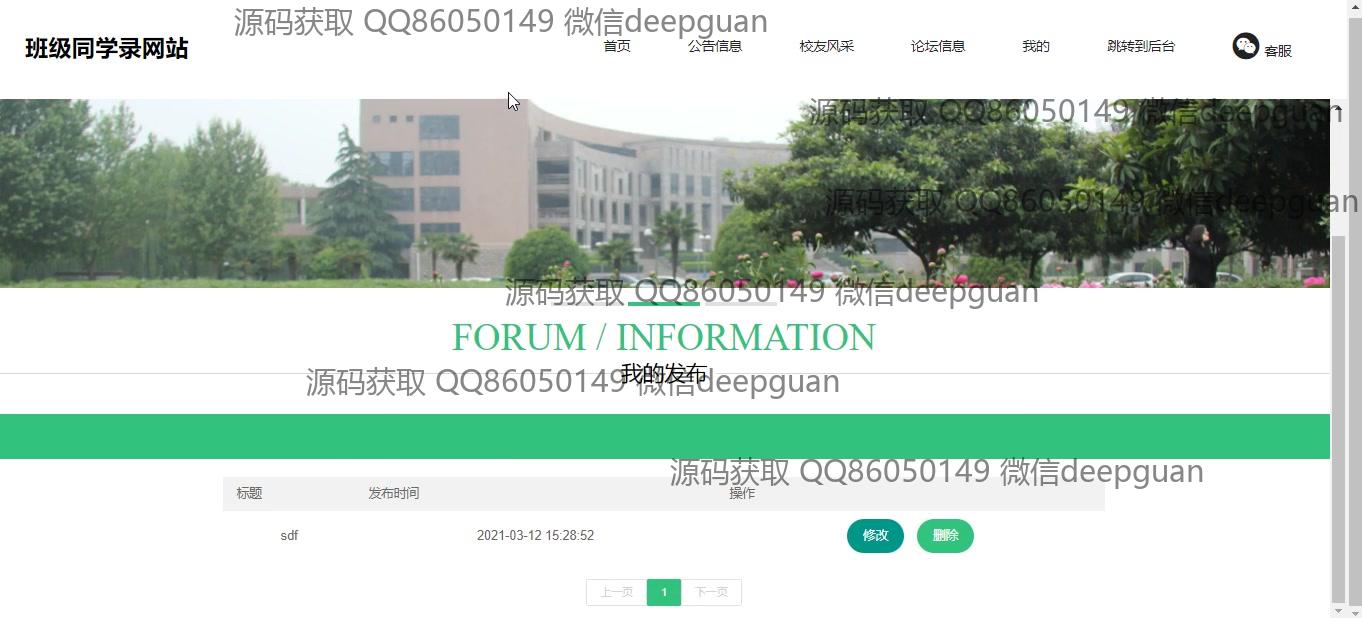 源码获取 QQ86050149 微信deepguan
班级同学录网站
首页 公告信息 校友风采 论坛信息 我的 跳转到后台 客服
源码获取 QQ86050149 微信deepguan
源码获取 QQ86050149 微信deepguan
源码获取 QQ86050149 微信deepguan
FORUM / INFORMATION
我的发布
源码获取 QQ86050149 微信deepguan
源码获取 QQ86050149 微信deepguan
标题 发布时间 操作
sdf 2021-03-12 15:28:52 修改 删除
上一页 1 下一页